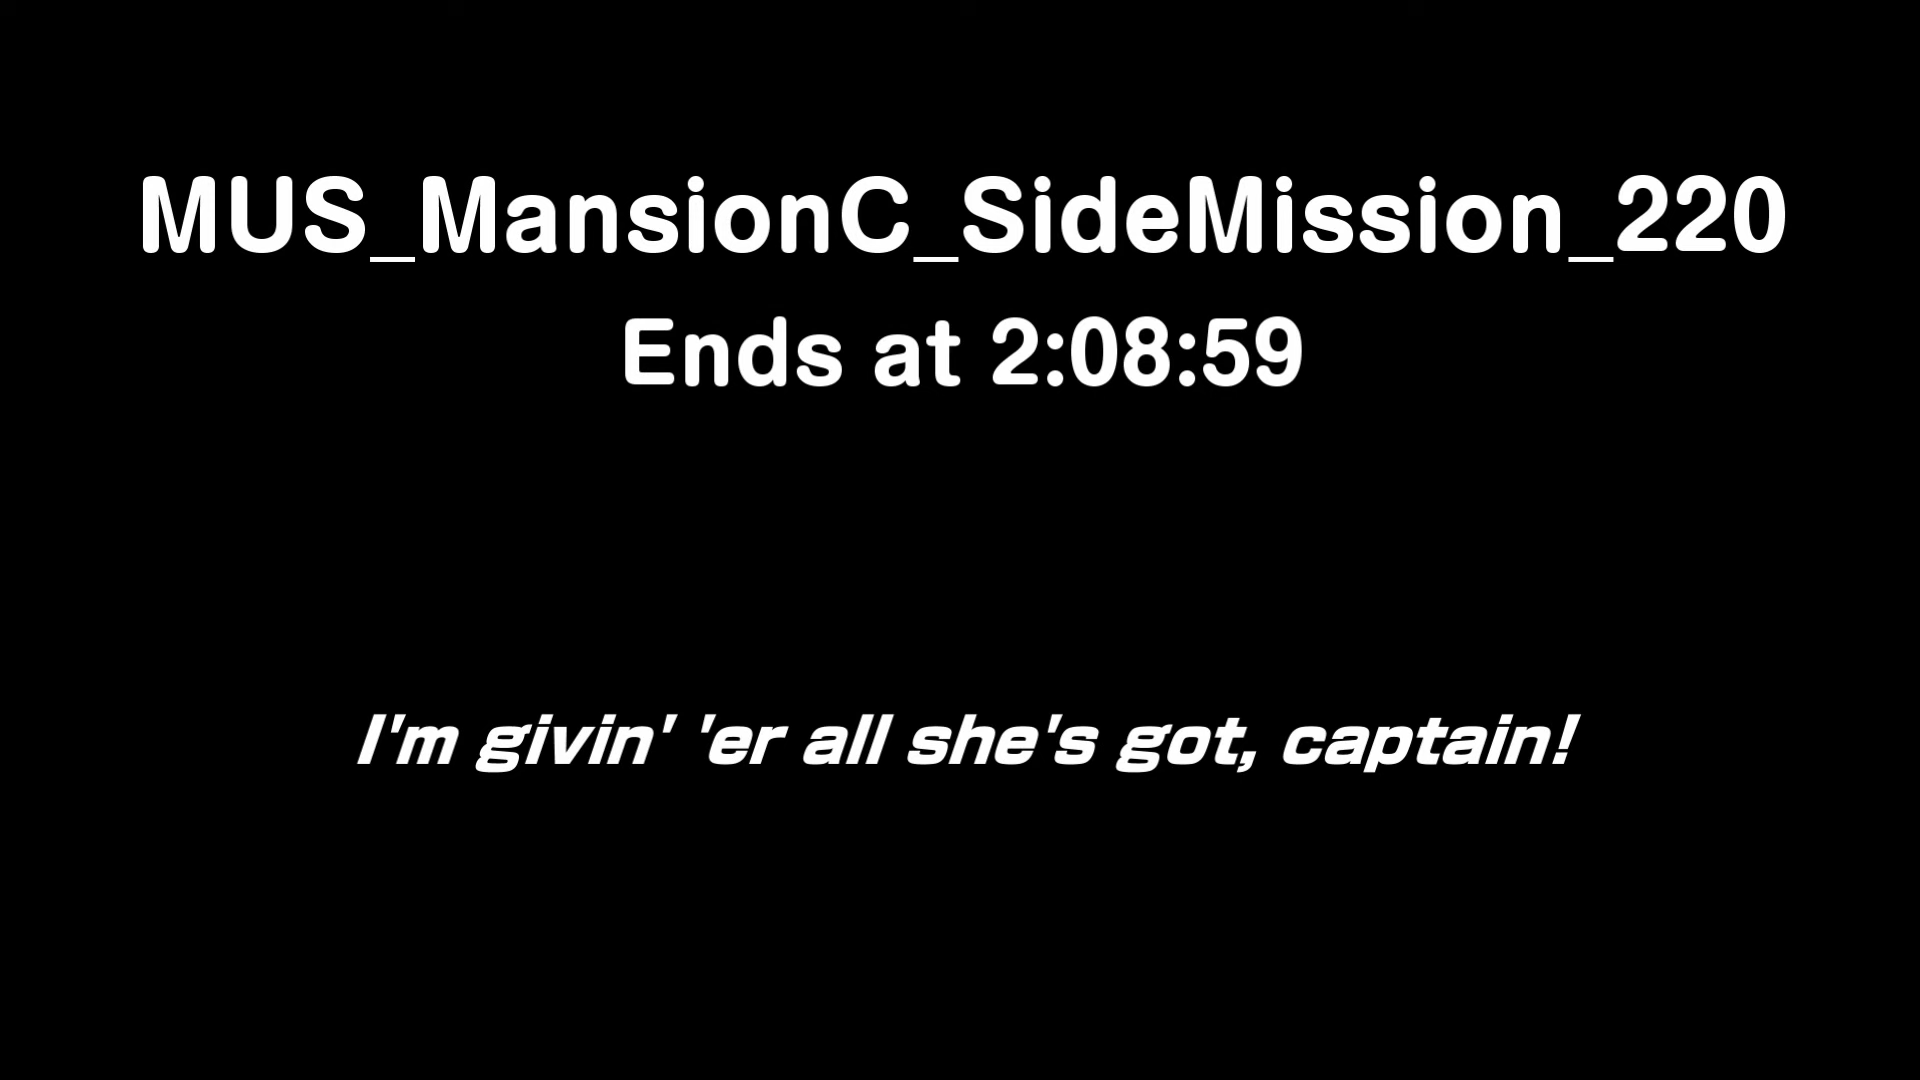 MUS_MansionC_SideMission_220
Ends at 2:08:59
I'm givin' 'er all she's got, captain!